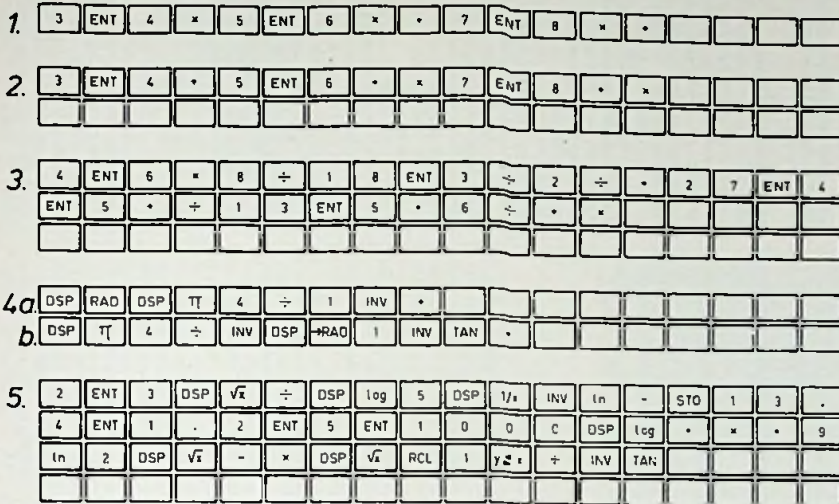 1. 3 ENT 4 × 5 ENT 6 × + 7 ENT 8 × +
2. 3 ENT 4 + 5 ENT 6 + × 7 ENT 8 + ×
3. 4 ENT 6 × 8 ÷ 1 8 ENT 3 ÷ 2 ÷ + 2 7 ENT 4
ENT 5 + ÷ 1 3 ENT 5 + 6 ÷ + ×
4a DSP RAD DSP π 4 ÷ 1 INV +
b. DSP π 4 ÷ INV DSP →RAD 1 INV TAN +
5. 2 ENT 3 DSP √x ÷ DSP log 5 DSP 1/x INV ln - STO 1 3 .
4 ENT 1 . 2 ENT 5 ENT 1 0 0 C DSP log + × + 9
ln 2 DSP √x - × DSP √x RCL 1 y⇄x ÷ INV TAN